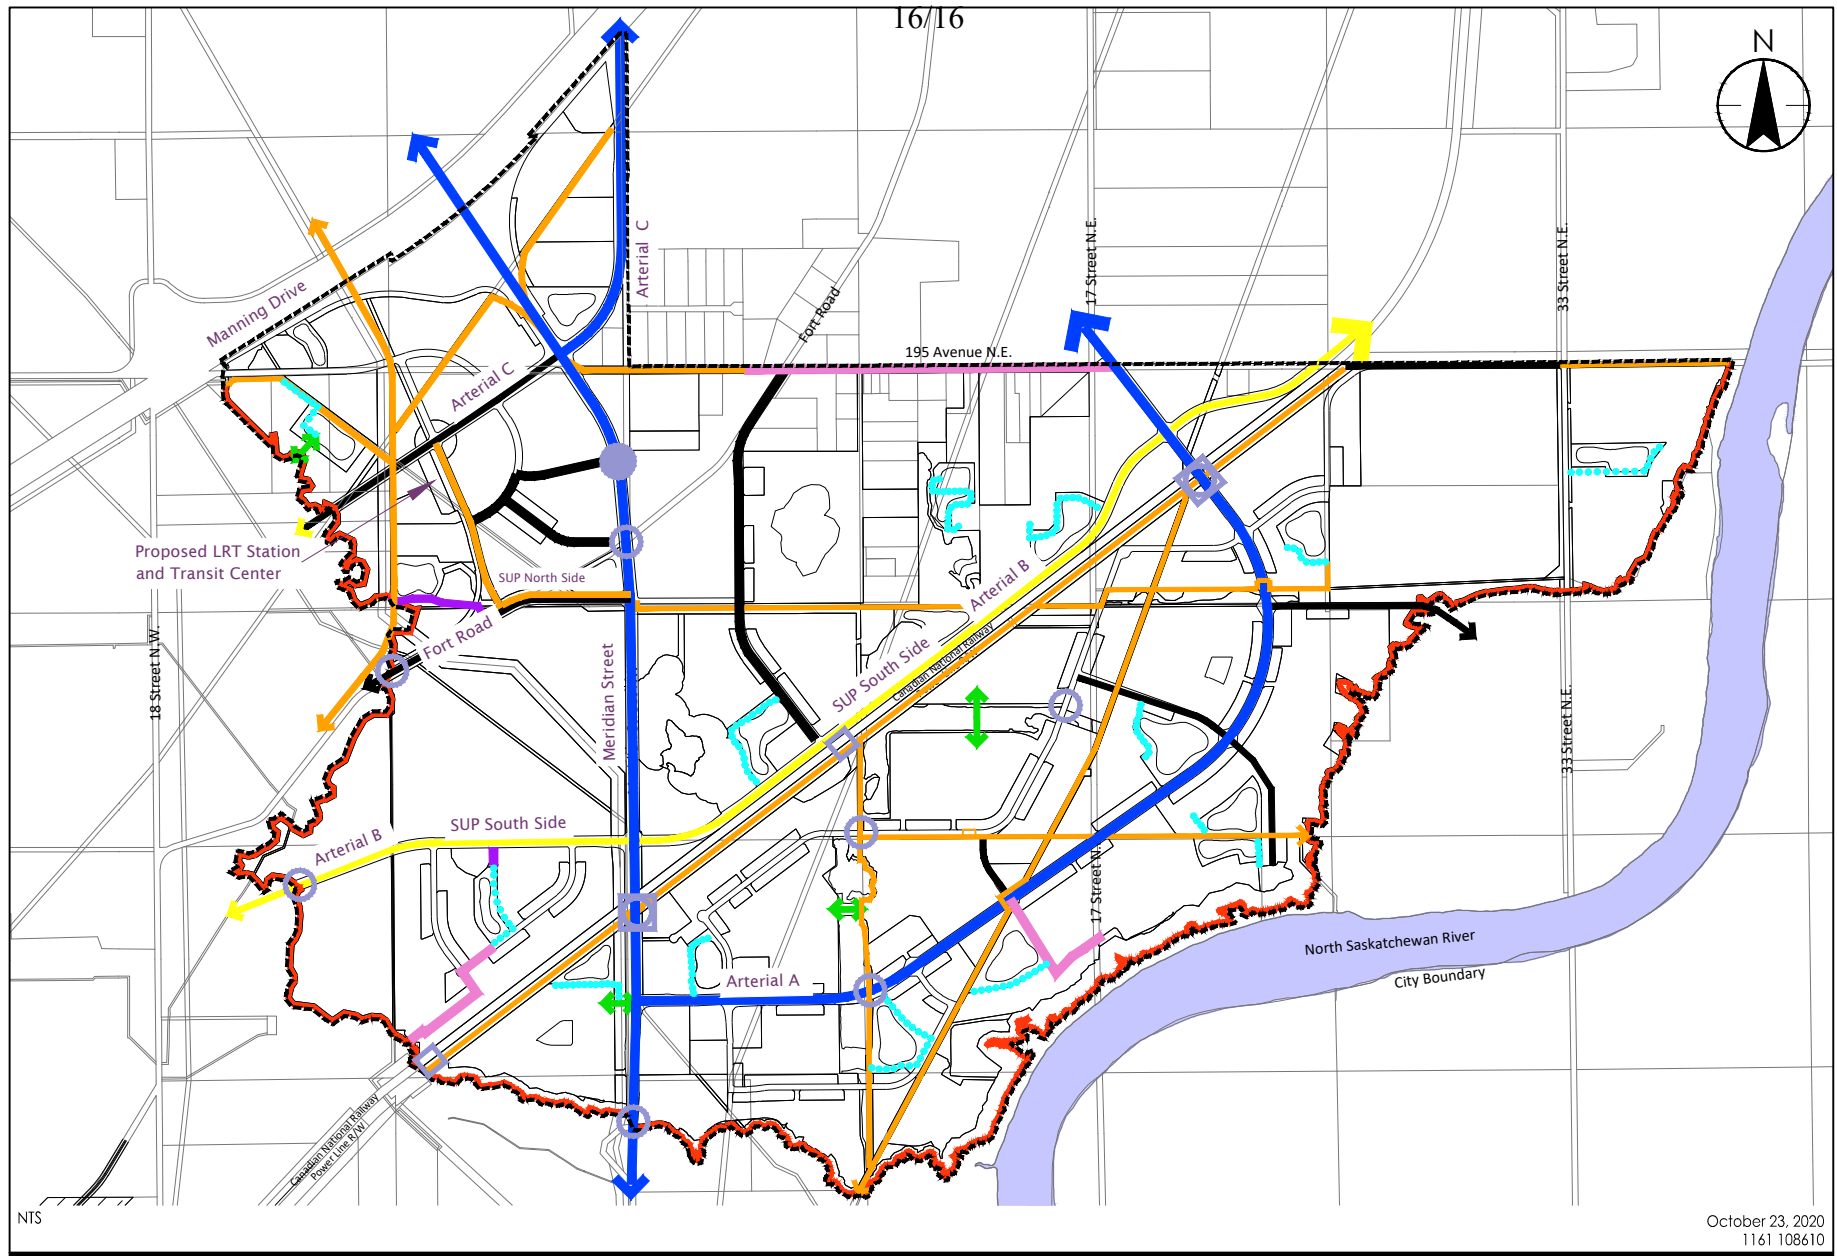 16/16
N
Manning Drive
Arterial C
17 Street N.E.
33 Street N.E.
Fort Road
195 Avenue N.E.
Arterial C
Proposed LRT Station
and Transit Center
SUP North Side
Arterial B
Fort Road
18 Street N.W.
Meridian Street
SUP South Side
Canadian National Railway
33 Street N.E.
SUP South Side
Arterial B
17 Street N.
North Saskatchewan River
City Boundary
Arterial A
Canadian National Railway
Power Line R/W
NTS
October 23, 2020
1161 108610